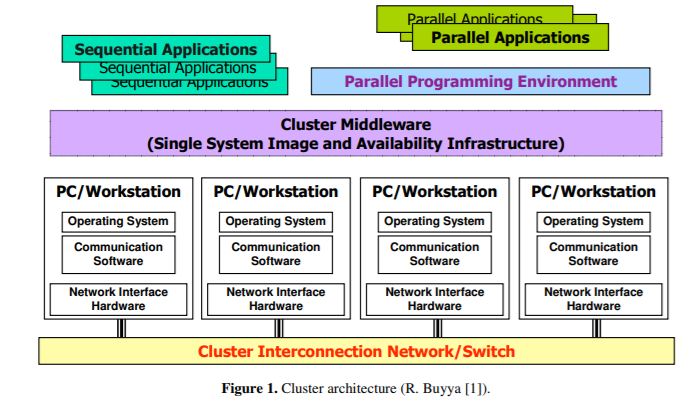 Parallel Applications
Parallel Applications
Sequential Applications
Sequential Applications
Sequential Applications
Parallel Programming Environment
Cluster Middleware
(Single System Image and Availability Infrastructure)
PC/Workstation
Operating System
Communication
Software
Network Interface
Hardware
PC/Workstation
Operating System
Communication
Software
Network Interface
Hardware
PC/Workstation
Operating System
Communication
Software
Network Interface
Hardware
PC/Workstation
Operating System
Communication
Software
Network Interface
Hardware
Cluster Interconnection Network/Switch
Figure 1. Cluster architecture (R. Buyya [1]).